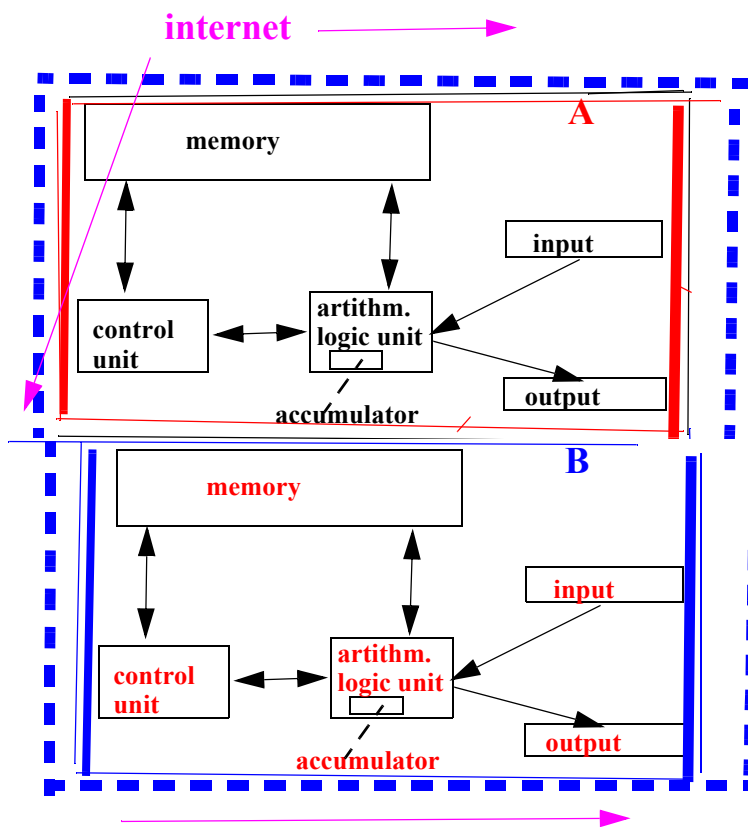 internet
A
memory
input
control
unit
artithm.
logic unit
output
accumulator
B
memory
input
control
unit
artithm.
logic unit
output
accumulator